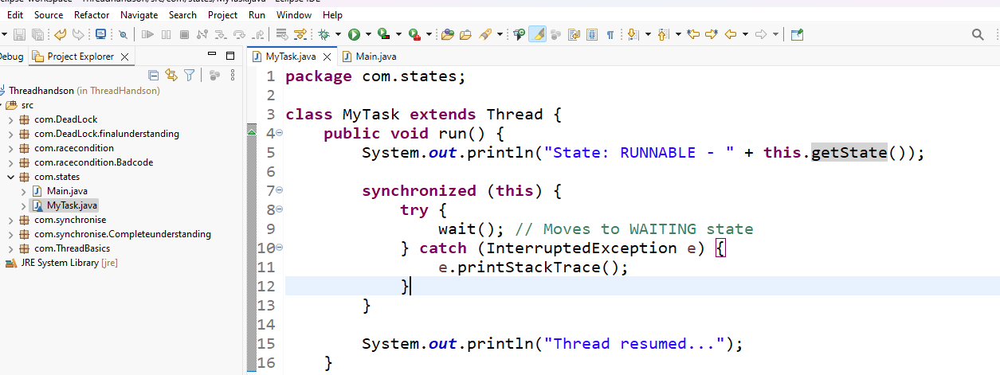 Edit Source Refactor Navigate Search Project Run Window Help
Debug Project Explorer
MyTask.java Main.java
Threadhandson (in ThreadHandson)
src
com.DeadLock
com.DeadLock.finalunderstanding
com.racecondition
com.racecondition.Badcode
com.states
Main.java
MyTask.java
com.synchronise
com.synchronise.Completeunderstanding
com.ThreadBasics
JRE System Library [jre]
1 package com.states;
2
3 class MyTask extends Thread {
4 public void run() {
5 System.out.println("State: RUNNABLE - " + this.getState());
6
7 synchronized (this) {
8 try {
9 wait(); // Moves to WAITING state
10 } catch (InterruptedException e) {
11 e.printStackTrace();
12 }
13 }
14
15 System.out.println("Thread resumed...");
16 }